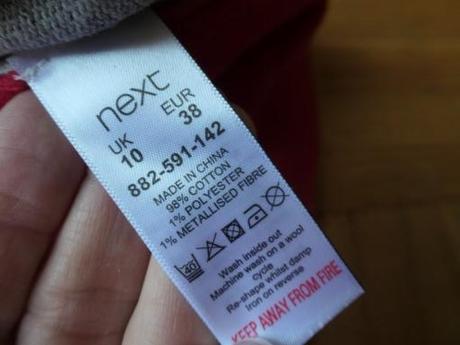 next
UK EUR
10 38
882-591-142
MADE IN CHINA
98% COTTON
1% POLYESTER
1% METALLISED FIBRE
40
Wash inside out
Machine wash on a wool
cycle
Re-shape whilst damp
Iron on reverse
KEEP AWAY FROM FIRE